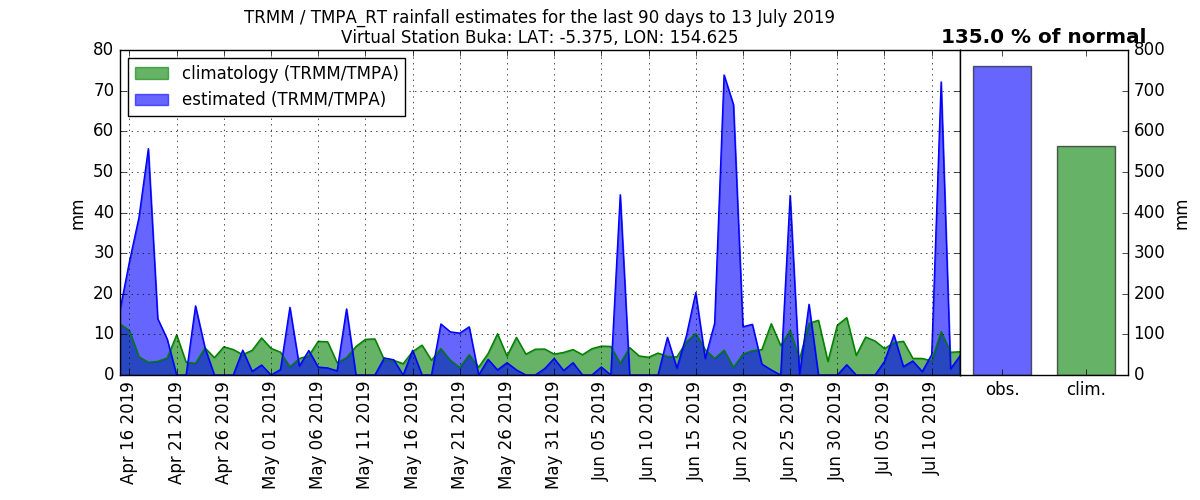 TRMM / TMPA_RT rainfall estimates for the last 90 days to 13 July 2019
Virtual Station Buka: LAT: -5.375, LON: 154.625
135.0 % of normal
climatology (TRMM/TMPA)
estimated (TRMM/TMPA)
80
70
60
50
40
30
20
10
0
mm
Apr 16 2019
Apr 21 2019
Apr 26 2019
May 01 2019
May 06 2019
May 11 2019
May 16 2019
May 21 2019
May 26 2019
May 31 2019
Jun 05 2019
Jun 10 2019
Jun 15 2019
Jun 20 2019
Jun 25 2019
Jun 30 2019
Jul 05 2019
Jul 10 2019
obs.
clim.
800
700
600
500
400
300
200
100
0
mm